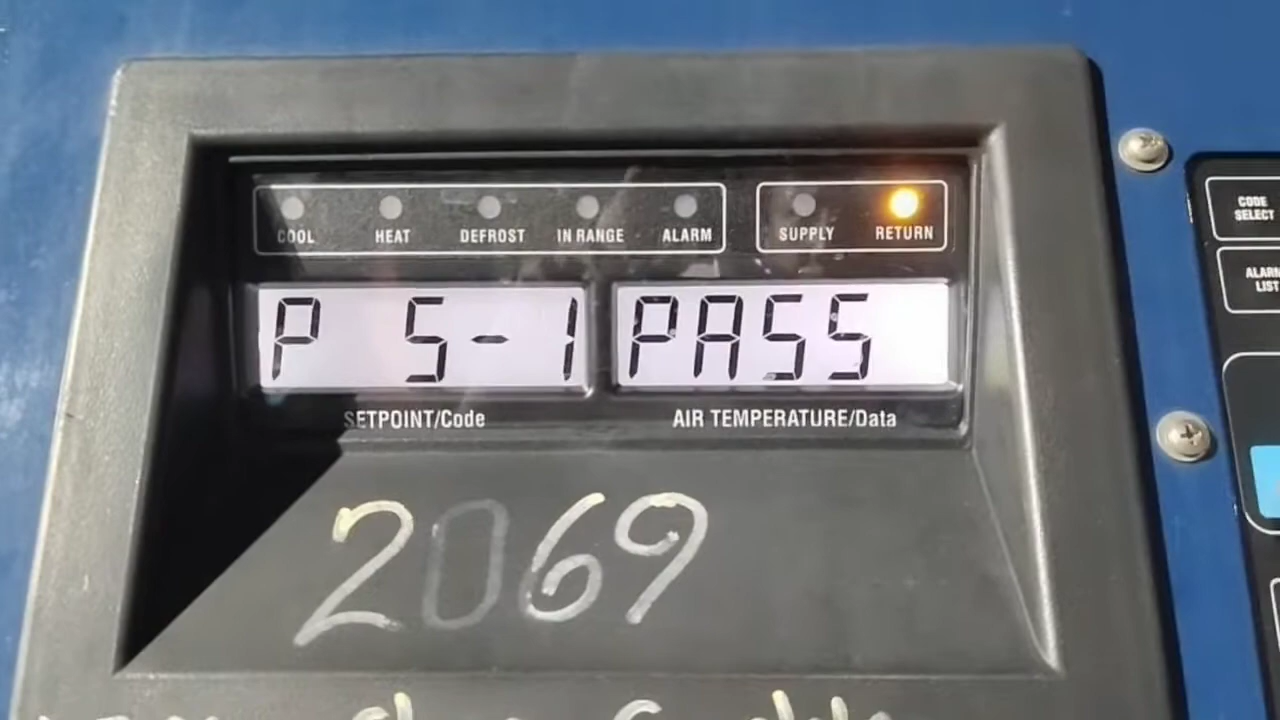 COOL HEAT DEFROST IN RANGE ALARM SUPPLY RETURN
P 5-1 PASS
SETPOINT/Code AIR TEMPERATURE/Data
2069
CODE
SELECT
ALARM
LIST